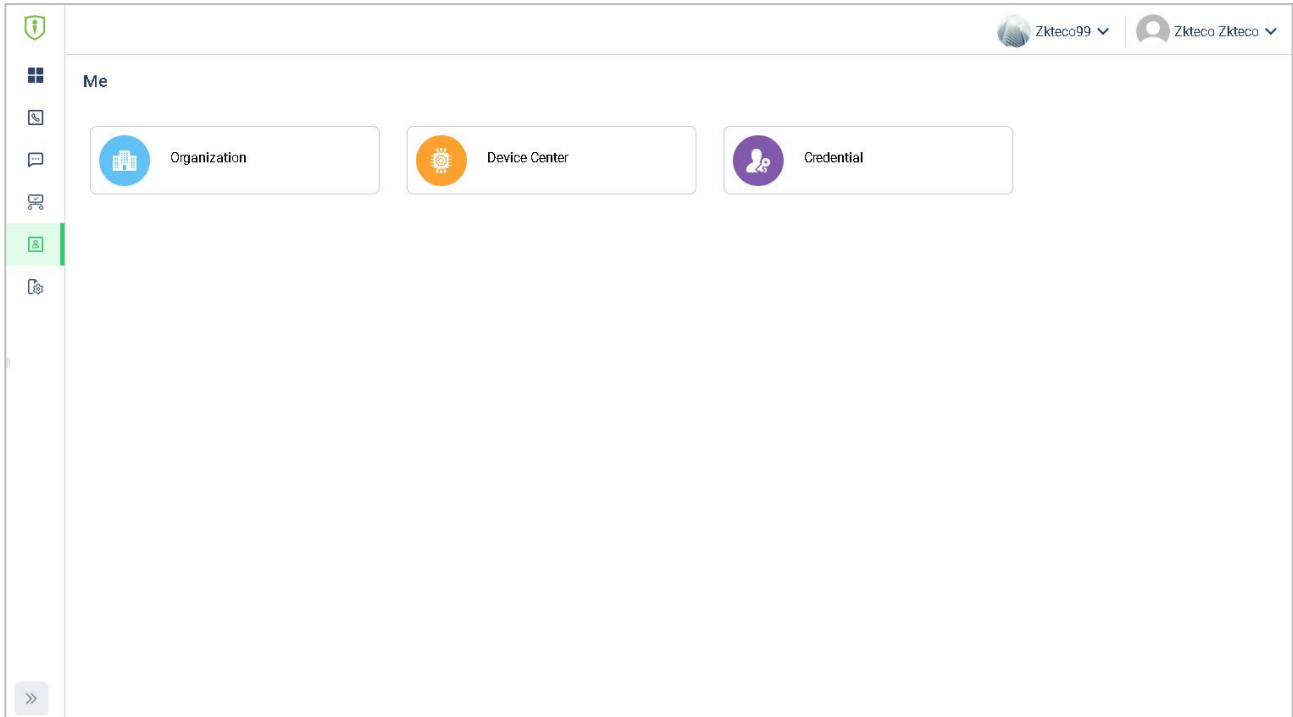 Zkteco99
Zkteco Zkteco
Me
Organization
Device Center
Credential